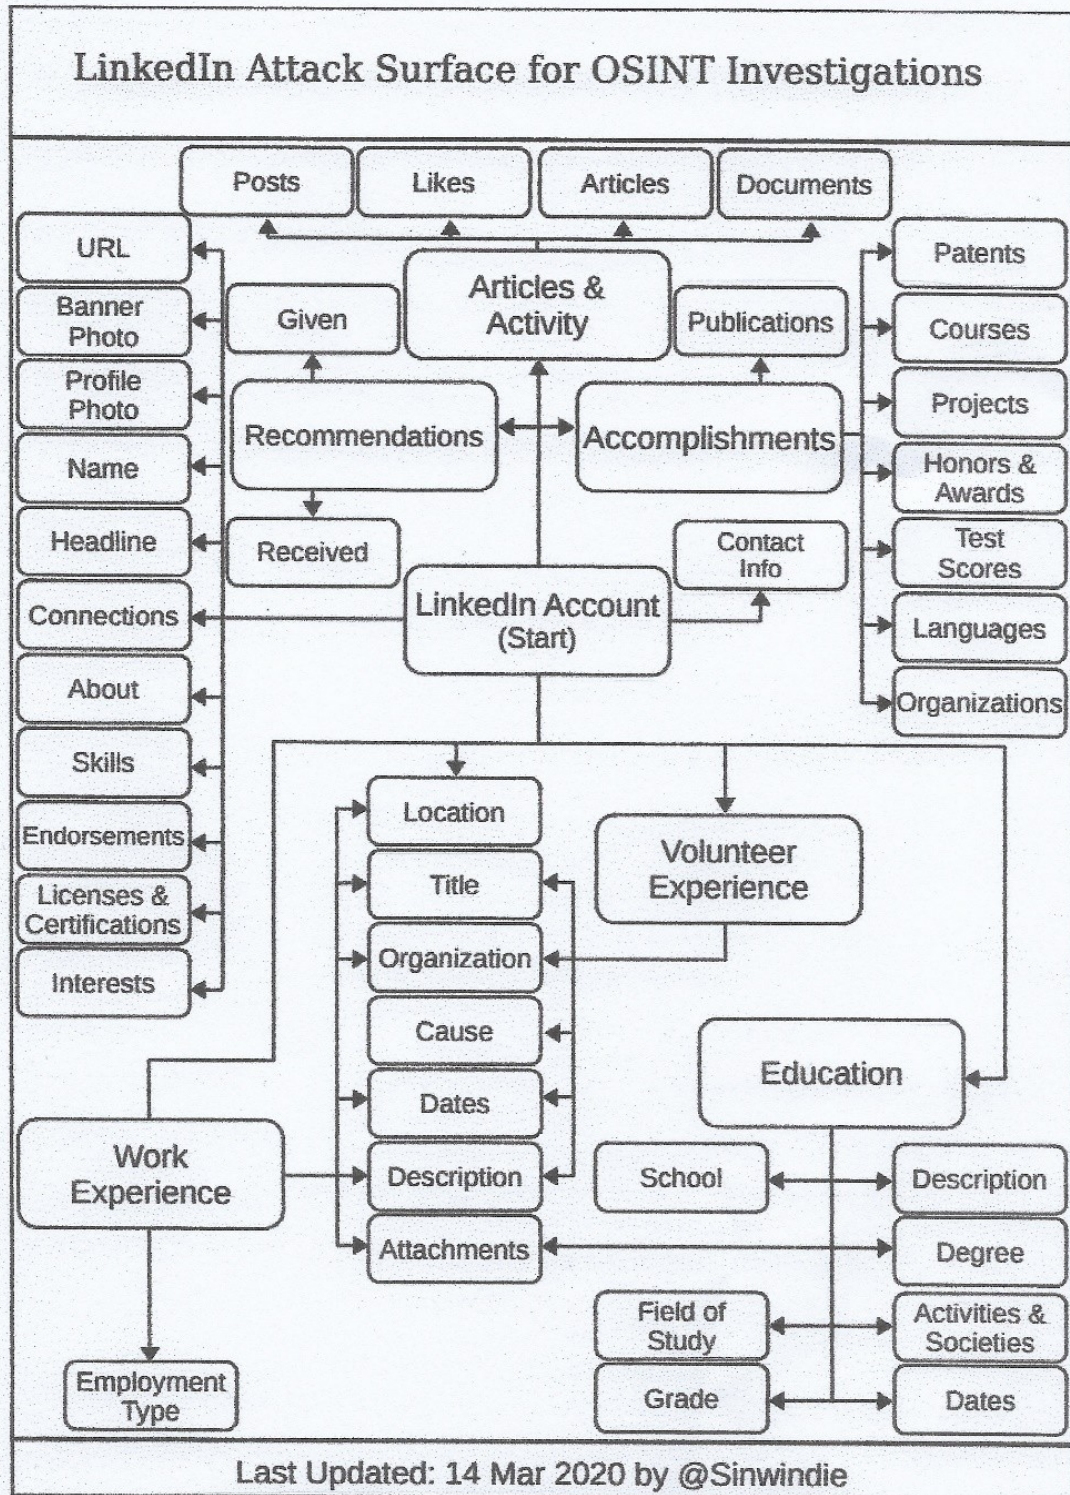 LinkedIn Attack Surface for OSINT Investigations
Posts
Likes
Articles
Documents
URL
Banner
Photo
Profile
Photo
Name
Headline
Connections
About
Skills
Endorsements
Licenses &
Certifications
Interests
Given
Recommendations
Received
Articles &
Activity
Publications
Accomplishments
Contact
Info
LinkedIn Account
(Start)
Patents
Courses
Projects
Honors &
Awards
Test
Scores
Languages
Organizations
Location
Title
Organization
Cause
Dates
Description
Attachments
Volunteer
Experience
Education
Work
Experience
Employment
Type
School
Description
Degree
Field of
Study
Activities &
Societies
Grade
Dates
Last Updated: 14 Mar 2020 by @Sinwindie